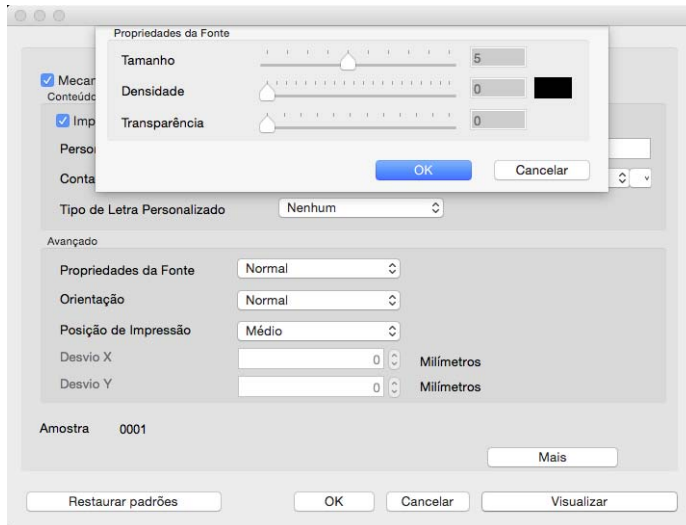 Propriedades da Fonte
Tamanho 5
Densidade 0
Transparência 0
OK Cancelar
Conteúdo
Tipo de Letra Personalizado Nenhum
Avançado
Propriedades da Fonte Normal
Orientação Normal
Posição de Impressão Médio
Desvio X 0 Milímetros
Desvio Y 0 Milímetros
Amostra 0001
Mais
Restaurar padrões OK Cancelar Visualizar